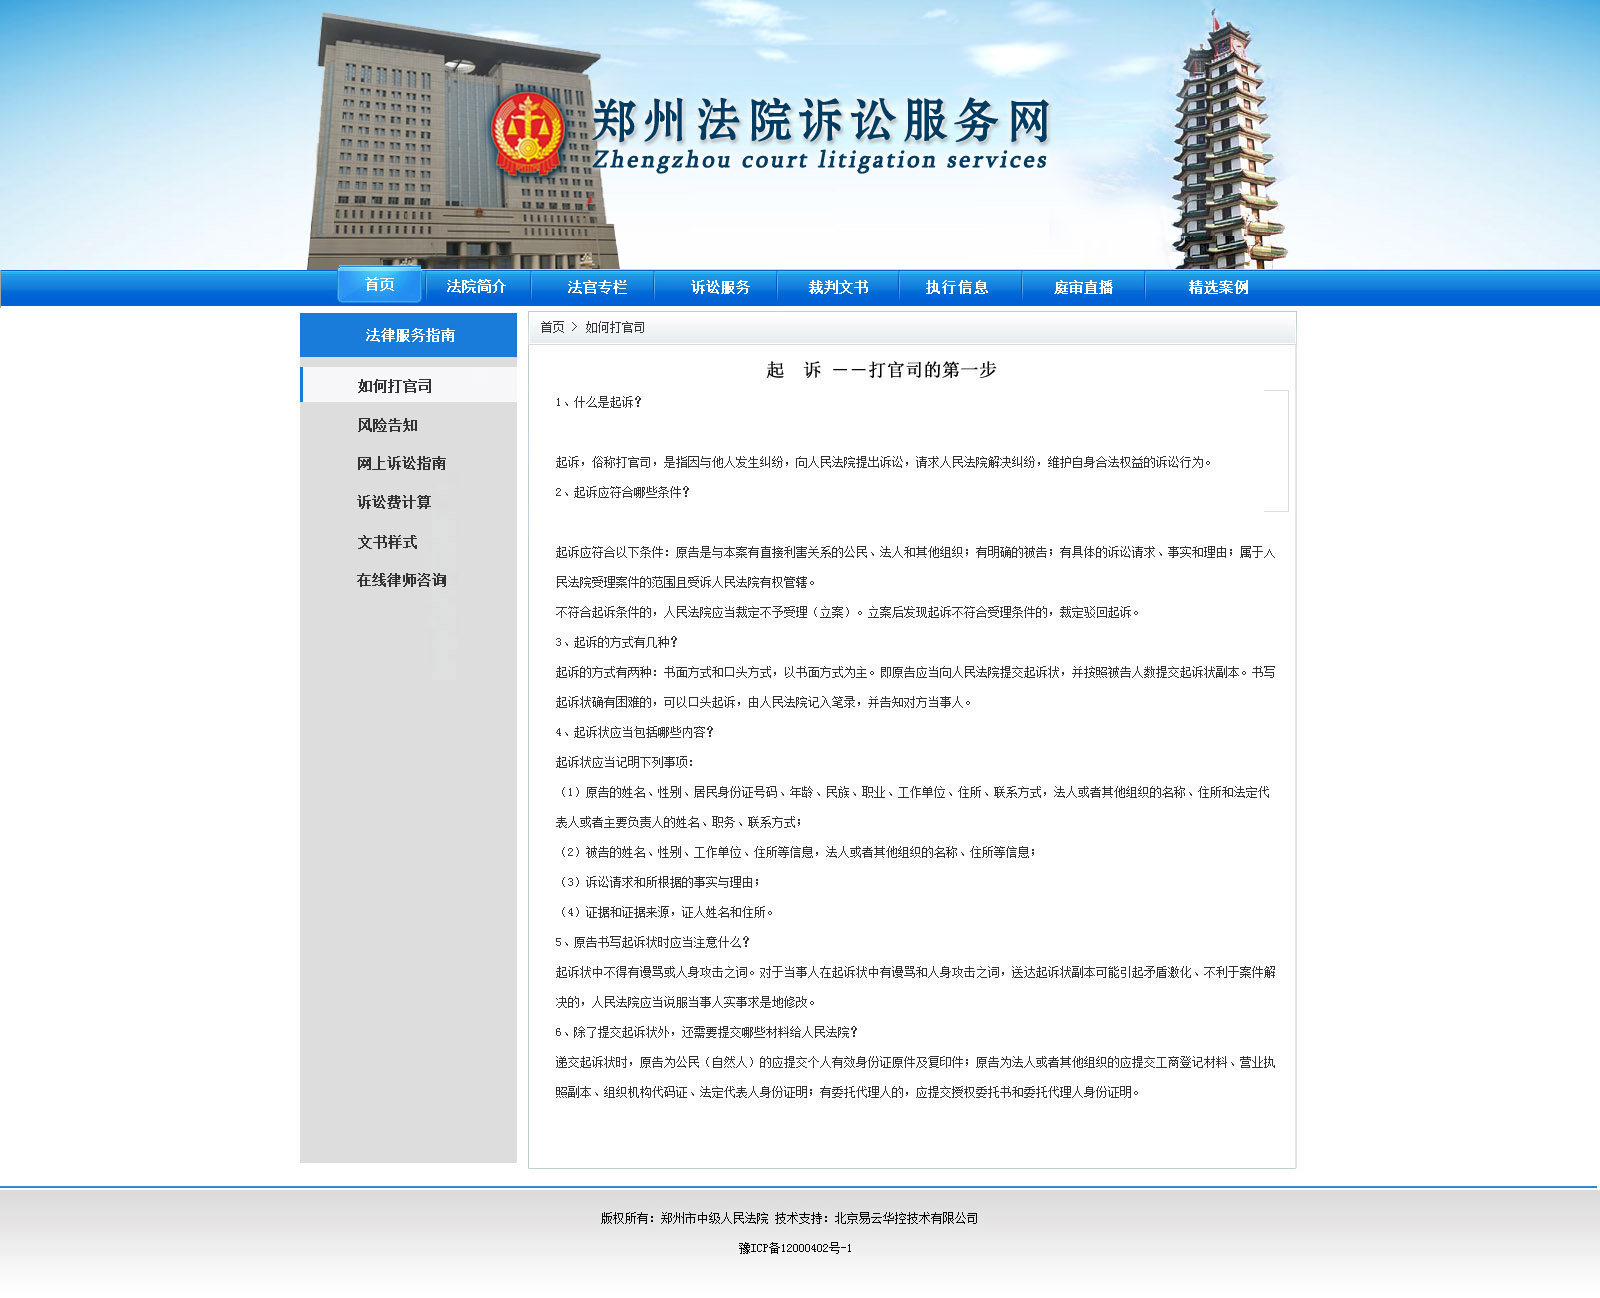 郑州法院诉讼服务网
Zhengzhou court litigation services
首页 法院简介 法官专栏 诉讼服务 裁判文书 执行信息 庭审直播 精选案例
法律服务指南
如何打官司
风险告知
网上诉讼指南
诉讼费计算
文书样式
在线律师咨询
首页 > 如何打官司
起 诉 －－打官司的第一步
1、什么是起诉？
起诉，俗称打官司，是指因与他人发生纠纷，向人民法院提出诉讼，请求人民法院解决纠纷，维护自身合法权益的诉讼行为。
2、起诉应符合哪些条件？
起诉应符合以下条件：原告是与本案有直接利害关系的公民、法人和其他组织；有明确的被告；有具体的诉讼请求、事实和理由；属于人
民法院受理案件的范围且受诉人民法院有权管辖。
不符合起诉条件的，人民法院应当裁定不予受理（立案）。立案后发现起诉不符合受理条件的，裁定驳回起诉。
3、起诉的方式有几种？
起诉的方式有两种：书面方式和口头方式，以书面方式为主。即原告应当向人民法院提交起诉状，并按照被告人数提交起诉状副本。书写
起诉状确有困难的，可以口头起诉，由人民法院记入笔录，并告知对方当事人。
4、起诉状应当包括哪些内容？
起诉状应当记明下列事项：
（1）原告的姓名、性别、居民身份证号码、年龄、民族、职业、工作单位、住所、联系方式，法人或者其他组织的名称、住所和法定代
表人或者主要负责人的姓名、职务、联系方式；
（2）被告的姓名、性别、工作单位、住所等信息，法人或者其他组织的名称、住所等信息；
（3）诉讼请求和所根据的事实与理由；
（4）证据和证据来源，证人姓名和住所。
5、原告书写起诉状时应当注意什么？
起诉状中不得有谩骂或人身攻击之词。对于当事人在起诉状中有谩骂和人身攻击之词，送达起诉状副本可能引起矛盾激化、不利于案件解
决的，人民法院应当说服当事人实事求是地修改。
6、除了提交起诉状外，还需要提交哪些材料给人民法院？
递交起诉状时，原告为公民（自然人）的应提交个人有效身份证原件及复印件；原告为法人或者其他组织的应提交工商登记材料、营业执
照副本、组织机构代码证、法定代表人身份证明；有委托代理人的，应提交授权委托书和委托代理人身份证明。
版权所有：郑州市中级人民法院 技术支持：北京易云华控技术有限公司
豫ICP备12000402号-1